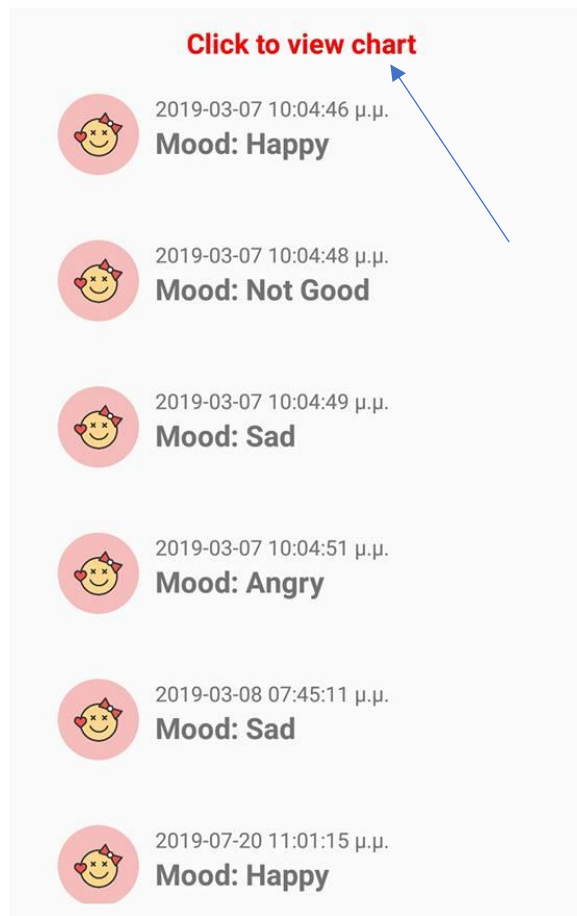 Click to view chart
2019-03-07 10:04:46 μ.μ.
Mood: Happy
2019-03-07 10:04:48 μ.μ.
Mood: Not Good
2019-03-07 10:04:49 μ.μ.
Mood: Sad
2019-03-07 10:04:51 μ.μ.
Mood: Angry
2019-03-08 07:45:11 μ.μ.
Mood: Sad
2019-07-20 11:01:15 μ.μ.
Mood: Happy